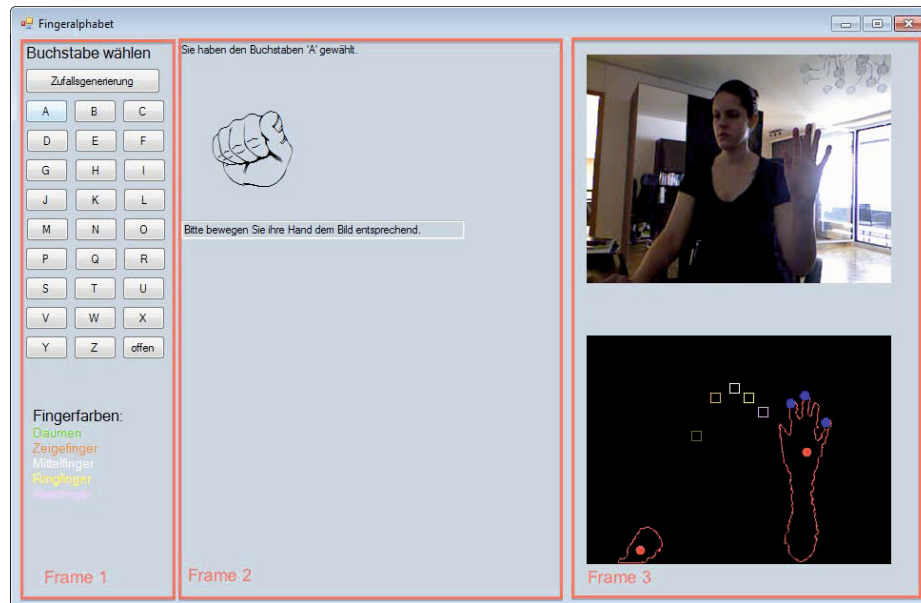 Fingeralphabet
Buchstabe wählen
Zufallsgenerierung
A B C
D E F
G H I
J K L
M N O
P Q R
S T U
V W X
Y Z offen
Fingerfarben:
Daumen
Zeigefinger
Mittelfinger
Ringfinger
Frame 1
Sie haben den Buchstaben 'A' gewählt.
Bitte bewegen Sie ihre Hand dem Bild entsprechend.
Frame 2
Frame 3